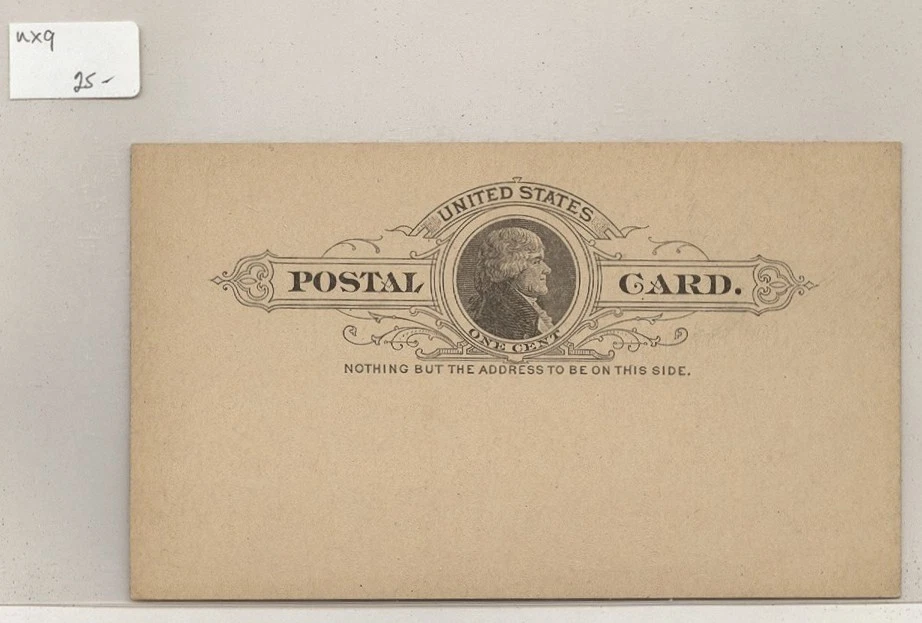 ux9
25-
UNITED STATES
POSTAL CARD.
ONE CENT
NOTHING BUT THE ADDRESS TO BE ON THIS SIDE.